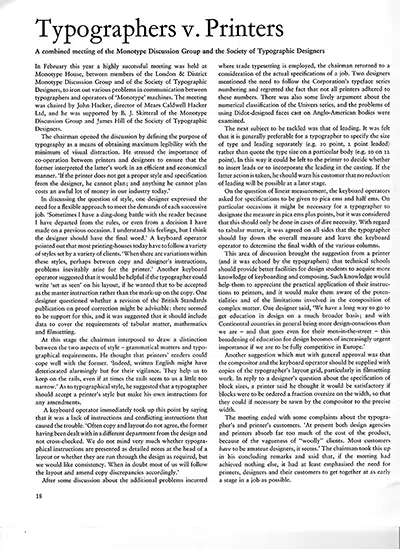 Typographers v. Printers
A combined meeting of the Monotype Discussion Group and the Society of Typographic Designers
In February this year a highly successful meeting was held at
Monotype House, between members of the London & District
Monotype Discussion Group and the Society of Typographic
Designers, to iron out various problems in communication between
typographers and operators of 'Monotype' machines. The meeting
was chaired by John Hacker, director of Mears Caldwell Hacker
Ltd, and he was supported by B. J. Skittrall of the Monotype
Discussion Group and James Hill of the Society of Typographic
Designers.
The chairman opened the discussion by defining the purpose of
typography as a means of obtaining maximum legibility with the
minimum of visual distraction. He stressed the importance of
co-operation between printers and designers to ensure that the
former interpreted the latter's work in an efficient and economical
manner. 'If the printer does not get a proper style and specification
from the designer, he cannot plan; and anything he cannot plan
costs an awful lot of money in our industry today.'
In discussing the question of style, one designer expressed the
need for a flexible approach to meet the demands of each successive
job. 'Sometimes I have a ding-dong battle with the reader because
I have departed from the rules, or even from a decision I have
made on a previous occasion. I understand his feelings, but I think
the designer should have the final word.' A keyboard operator
pointed out that most printing-houses today have to follow a variety
of styles set by a variety of clients. 'When there are variations within
these styles, perhaps between copy and designer's instructions,
problems inevitably arise for the printer.' Another keyboard
operator suggested that it would be helpful if the typographer could
write 'set as seen' on his layout, if he wanted that to be accepted
as the master instruction rather than the mark-up on the copy. One
designer questioned whether a revision of the British Standards
publication on proof correction might be advisable: there seemed
to be support for this, and it was suggested that it should include
data to cover the requirements of tabular matter, mathematics
and filmsetting.
At this stage the chairman interposed to draw a distinction
between the two aspects of style – grammatical matters and typo-
graphical requirements. He thought that printers' readers could
cope well with the former. 'Indeed, written English might have
deteriorated alarmingly but for their vigilance. They help us to
keep on the rails, even if at times the rails seem to us a little too
narrow.' As to typographical style, he suggested that a typographer
should accept a printer's style but make his own instructions for
any amendments.
A keyboard operator immediately took up this point by saying
that it was a lack of instructions and conflicting instructions that
caused the trouble. 'Often copy and layout do not agree, the former
having been dealt with in a different department from the design and
not cross-checked. We do not mind very much whether typogra-
phical instructions are presented as detailed notes at the head of a
layout or whether they are run through the design as required, but
we would like consistency. When in doubt most of us will follow
the layout and amend copy discrepancies accordingly.'
After some discussion about the additional problems incurred
where trade typesetting is employed, the chairman returned to a
consideration of the actual specifications of a job. Two designers
mentioned the need to follow the Corporation's typeface series
numbering and regretted the fact that not all printers adhered to
these numbers. There was also some lively argument about the
numerical classification of the Univers series, and the problems of
using Didot-designed faces cast on Anglo-American bodies were
examined.
The next subject to be tackled was that of leading. It was felt
that it is generally preferable for a typographer to specify the size
of type and leading separately (e.g. 10 point, 2 point leaded)
rather than quote the type size on a particular body (e.g. 10 on 12
point). In this way it could be left to the printer to decide whether
to insert leads or to incorporate the leading in the casting. If the
latter action is taken, he should warn his customer that no reduction
of leading will be possible at a later stage.
On the question of linear measurement, the keyboard operators
asked for specifications to be given to pica ems and half ems. On
particular occasions it might be necessary for a typographer to
designate the measure in pica ems plus points, but it was considered
that this should only be done in cases of dire necessity. With regard
to tabular matter, it was agreed on all sides that the typographer
should lay down the overall measure and leave the keyboard
operator to determine the final width of the various columns.
This area of discussion brought the suggestion from a printer
(and it was echoed by the typographers) that technical schools
should provide better facilities for design students to acquire more
knowledge of keyboarding and composing. Such knowledge would
help them to appreciate the practical application of their instruc-
tions to printers, and it would make them aware of the poten-
tialities and of the limitations involved in the composition of
complex matter. One designer said, 'We have a long way to go to
get education in design on a much broader basis; and with
Continental countries in general being more design-conscious than
we are – and that goes even for their men-in-the-street – this
broadening of education for design becomes of increasingly urgent
importance if we are to be fully competitive in Europe.'
Another suggestion which met with general approval was that
the compositor and the keyboard operator should be supplied with
copies of the typographer's layout grid, particularly in filmsetting
work. In reply to a designer's question about the specification of
block sizes, a printer said he thought it would be satisfactory if
blocks were to be ordered a fraction oversize on the width, so that
they could if necessary be sawn by the compositor to the precise
width.
The meeting ended with some complaints about the typogra-
pher's and printer's customers. 'At present both design agencies
and printers absorb far too much of the cost of the product,
because of the vagueness of "woolly" clients. Most customers
have to be amateur designers, it seems.' The chairman took this up
in his concluding remarks and said that, if the meeting had
achieved nothing else, it had at least emphasised the need for
printers, designers and their customers to get together at as early
a stage in a job as possible.
18